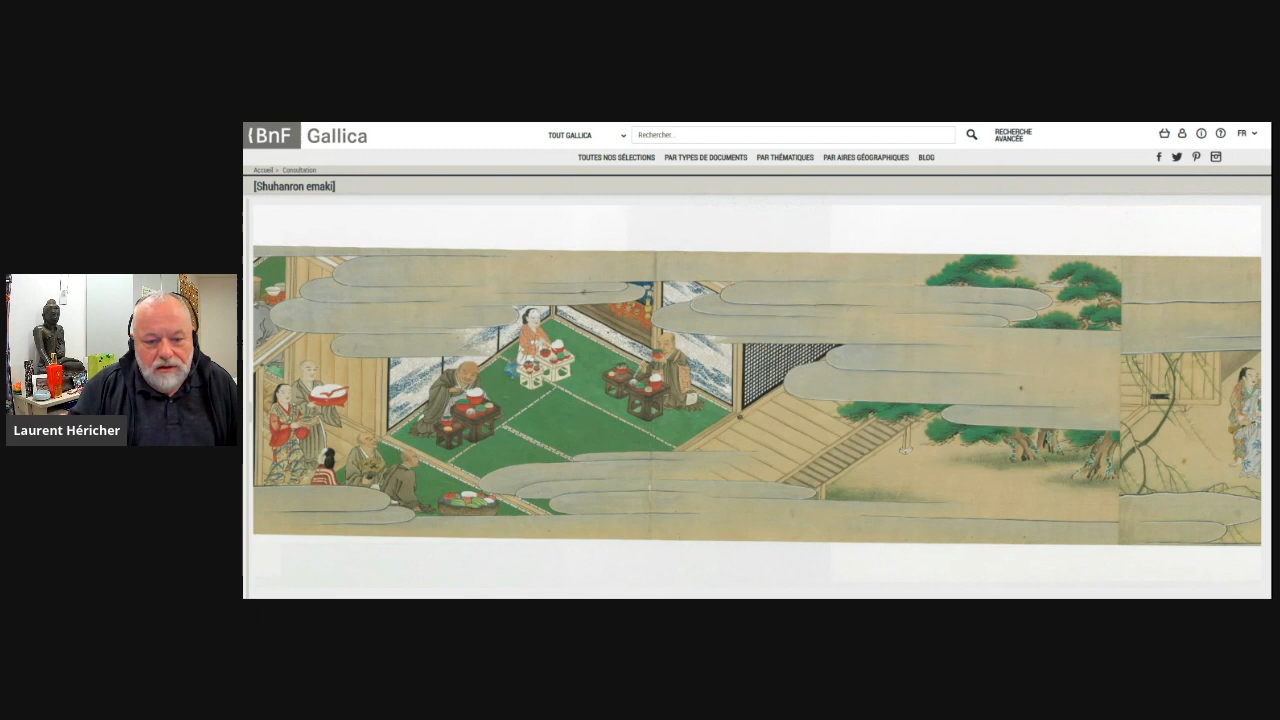 BnF Gallica
TOUT GALLICA
Rechercher...
RECHERCHE
AVANCÉE
FR
TOUTES NOS SÉLECTIONS PAR TYPES DE DOCUMENTS PAR THÉMATIQUES PAR AIRES GÉOGRAPHIQUES BLOG
Accueil › Consultation
[Shuhanron emaki]
Laurent Héricher